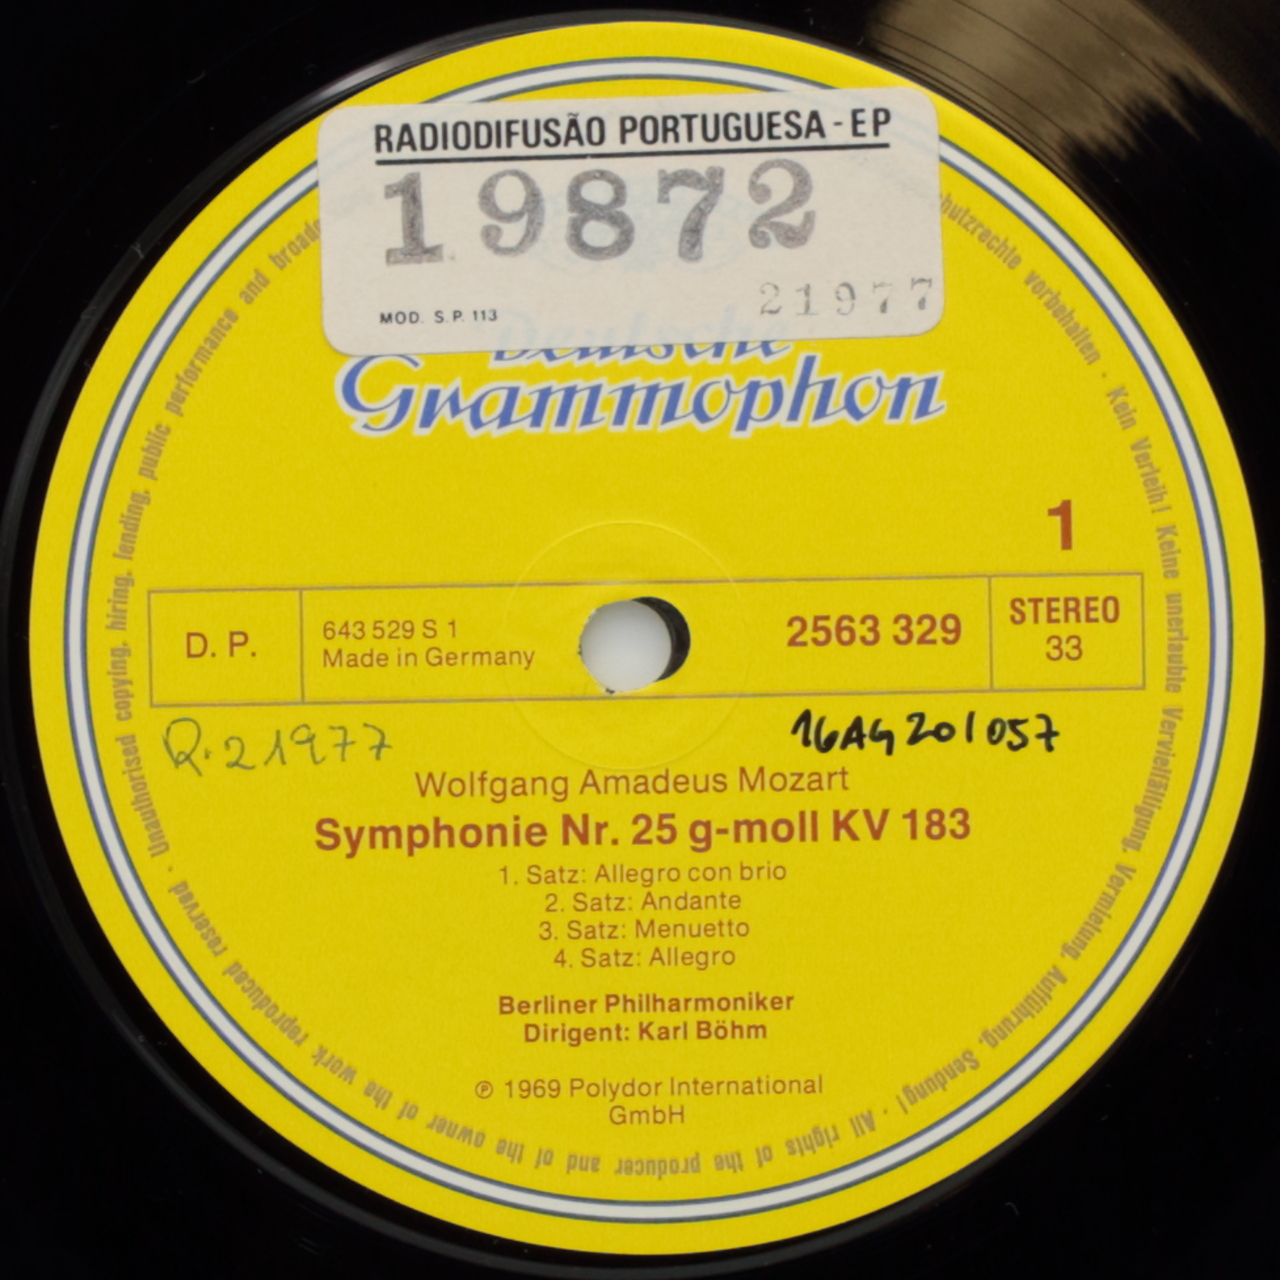 RADIODIFUSÃO PORTUGUESA - EP
19872
21977
MOD. S.P. 113
Deutsche
Grammophon
1
D. P.
643 529 S 1
Made in Germany
2563 329
STEREO
33
R. 21977
16AG201057
Wolfgang Amadeus Mozart
Symphonie Nr. 25 g-moll KV 183
1. Satz: Allegro con brio
2. Satz: Andante
3. Satz: Menuetto
4. Satz: Allegro
Berliner Philharmoniker
Dirigent: Karl Böhm
℗ 1969 Polydor International
GmbH
vorbehalten · Kein Verleih! Keine unerlaubte Vervielfältigung, Vermietung, Aufführung, Sendung! · All rights of the producer and of the owner of the work reproduced reserved · Unauthorised copying, hiring, lending, public performance and